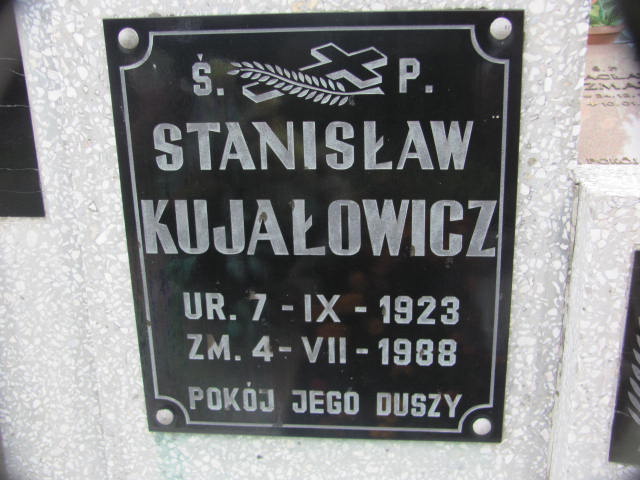 Ś. P.
STANISŁAW
KUJAŁOWICZ
UR. 7 - IX - 1923
ZM. 4 - VII - 1988
POKÓJ JEGO DUSZY